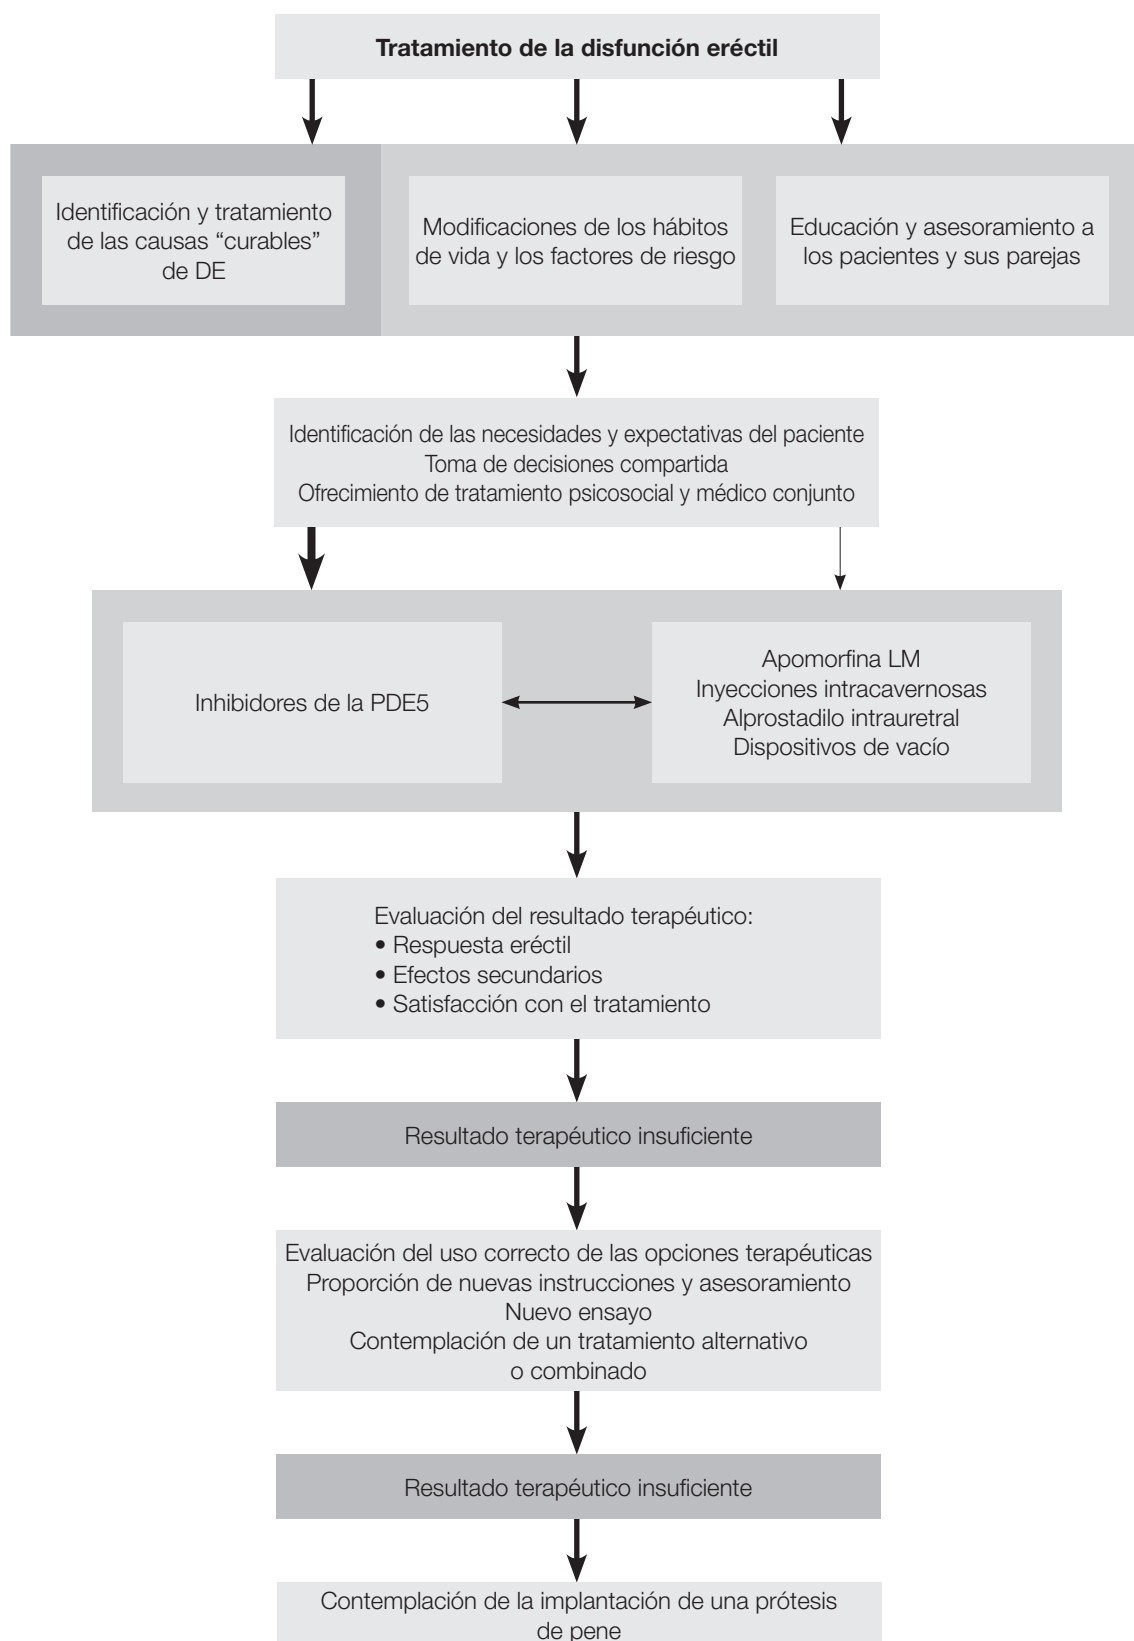 Tratamiento de la disfunción eréctil
Identificación y tratamiento
de las causas “curables”
de DE
Modificaciones de los hábitos
de vida y los factores de riesgo
Educación y asesoramiento a
los pacientes y sus parejas
Identificación de las necesidades y expectativas del paciente
Toma de decisiones compartida
Ofrecimiento de tratamiento psicosocial y médico conjunto
Inhibidores de la PDE5
Apomorfina LM
Inyecciones intracavernosas
Alprostadilo intrauretral
Dispositivos de vacío
Evaluación del resultado terapéutico:
• Respuesta eréctil
• Efectos secundarios
• Satisfacción con el tratamiento
Resultado terapéutico insuficiente
Evaluación del uso correcto de las opciones terapéuticas
Proporción de nuevas instrucciones y asesoramiento
Nuevo ensayo
Contemplación de un tratamiento alternativo
o combinado
Resultado terapéutico insuficiente
Contemplación de la implantación de una prótesis
de pene